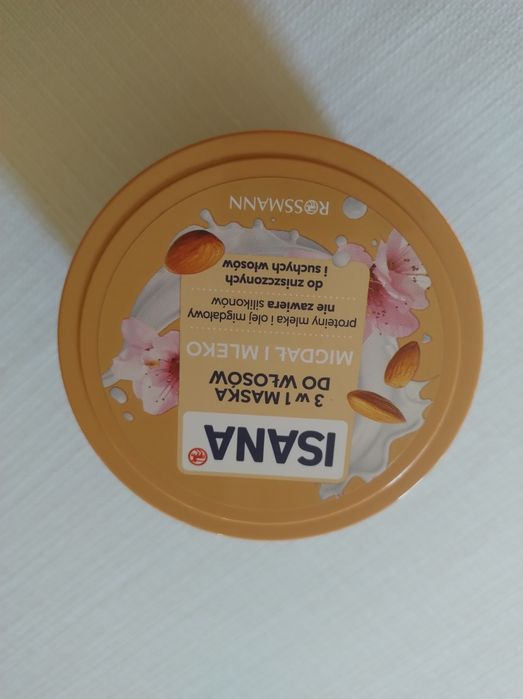 ISANA
3 w 1 MASKA
DO WŁOSÓW
MIGDAŁ I MLEKO
proteiny mleka i olej migdałowy
nie zawiera silikonów
do zniszczonych
i suchych włosów
ROSSMANN